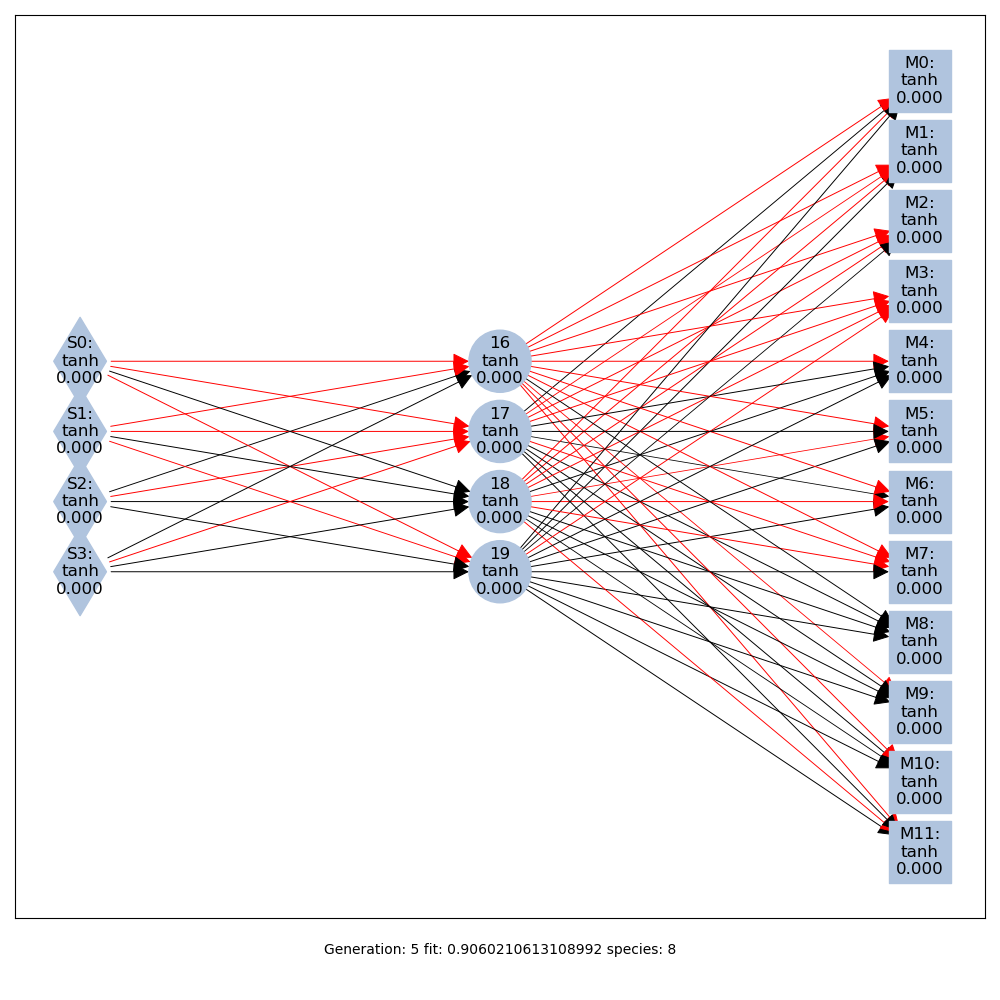 S0:
tanh
0.000
S1:
tanh
0.000
S2:
tanh
0.000
S3:
tanh
0.000
16
tanh
0.000
17
tanh
0.000
18
tanh
0.000
19
tanh
0.000
M0:
tanh
0.000
M1:
tanh
0.000
M2:
tanh
0.000
M3:
tanh
0.000
M4:
tanh
0.000
M5:
tanh
0.000
M6:
tanh
0.000
M7:
tanh
0.000
M8:
tanh
0.000
M9:
tanh
0.000
M10:
tanh
0.000
M11:
tanh
0.000
Generation: 5 fit: 0.9060210613108992 species: 8